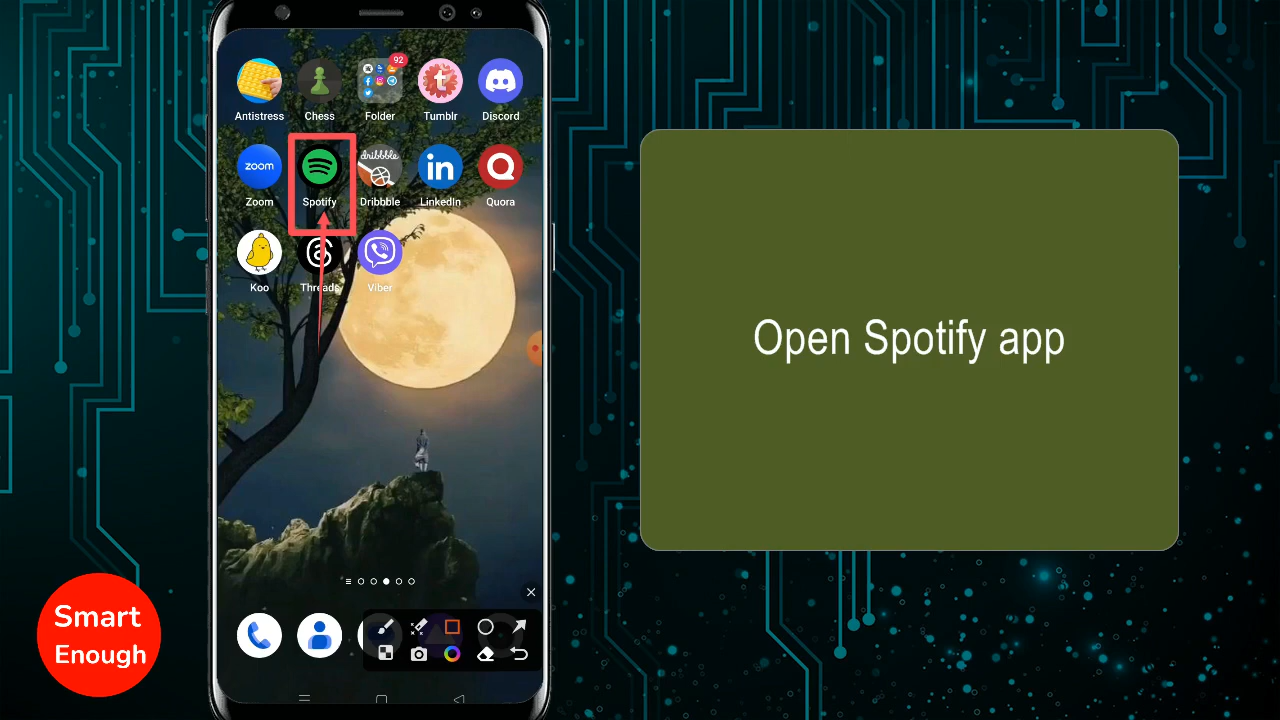 92
t
Antistress Chess Folder Tumblr Discord
zoom dribbble in
Zoom Spotify Dribbble LinkedIn Quora
Koo Threads Viber
Open Spotify app
Smart
Enough